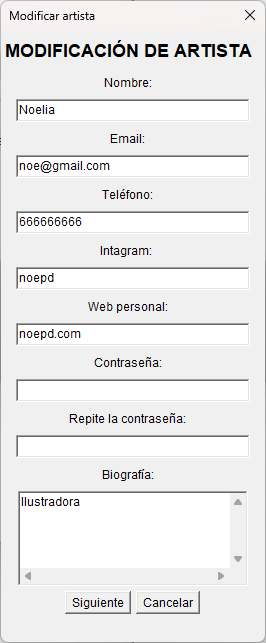 Modificar artista
MODIFICACIÓN DE ARTISTA
Nombre:
Noelia
Email:
noe@gmail.com
Teléfono:
666666666
Intagram:
noepd
Web personal:
noepd.com
Contraseña:
Repite la contraseña:
Biografía:
Ilustradora
Siguiente Cancelar